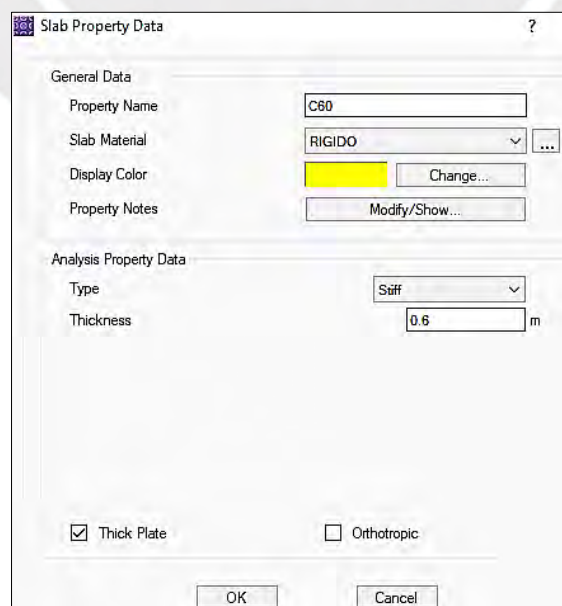 Slab Property Data ?
General Data
Property Name C60
Slab Material RIGIDO ...
Display Color Change...
Property Notes Modify/Show...
Analysis Property Data
Type Stiff
Thickness 0.6 m
Thick Plate Orthotropic
OK Cancel